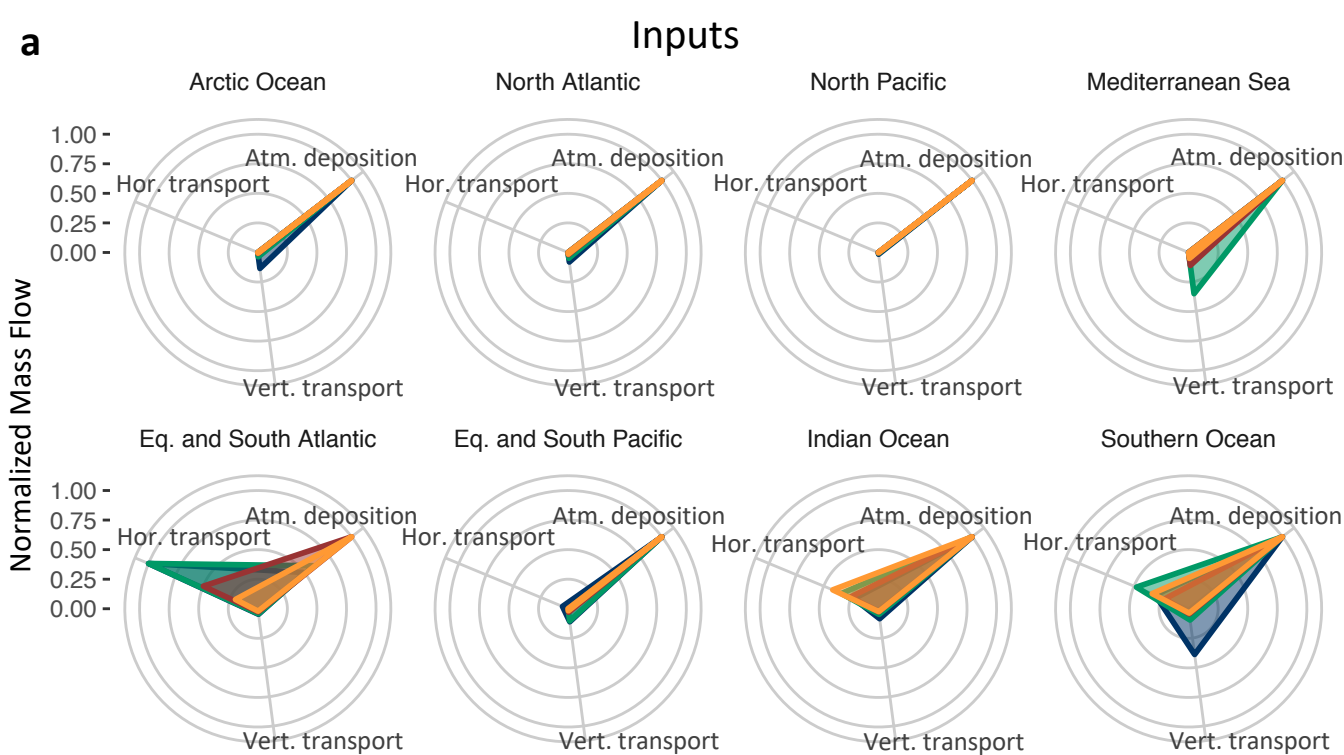 a
Inputs
Arctic Ocean
North Atlantic
North Pacific
Mediterranean Sea
1.00
0.75
0.50
0.25
0.00
Atm. deposition
Hor. transport
Vert. transport
Atm. deposition
Hor. transport
Vert. transport
Atm. deposition
Hor. transport
Vert. transport
Atm. deposition
Hor. transport
Vert. transport
Normalized Mass Flow
Eq. and South Atlantic
Eq. and South Pacific
Indian Ocean
Southern Ocean
1.00
0.75
0.50
0.25
0.00
Atm. deposition
Hor. transport
Vert. transport
Atm. deposition
Hor. transport
Vert. transport
Atm. deposition
Hor. transport
Vert. transport
Atm. deposition
Hor. transport
Vert. transport